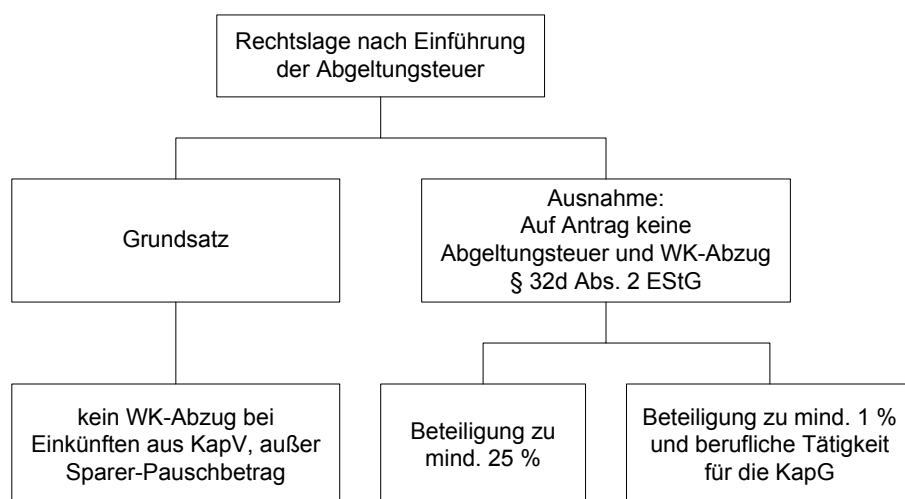 Rechtslage nach Einführung
der Abgeltungsteuer
Grundsatz
Ausnahme:
Auf Antrag keine
Abgeltungsteuer und WK-Abzug
§ 32d Abs. 2 EStG
kein WK-Abzug bei
Einkünften aus KapV, außer
Sparer-Pauschbetrag
Beteiligung zu
mind. 25 %
Beteiligung zu mind. 1 %
und berufliche Tätigkeit
für die KapG